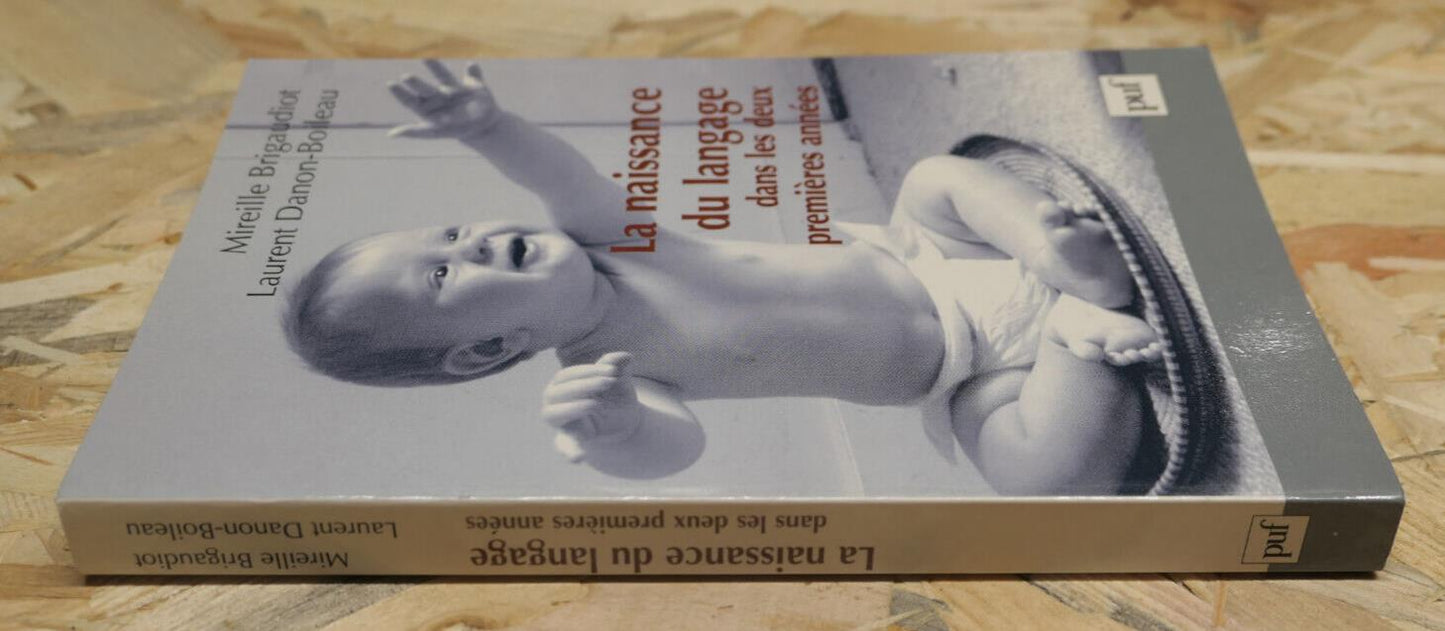 Mireille Brigaudiot
Laurent Danon-Boileau
La naissance
du langage
dans les deux
premières années
puf
Mireille Brigaudiot
Laurent Danon-Boileau
La naissance du langage
dans les deux premières années
puf